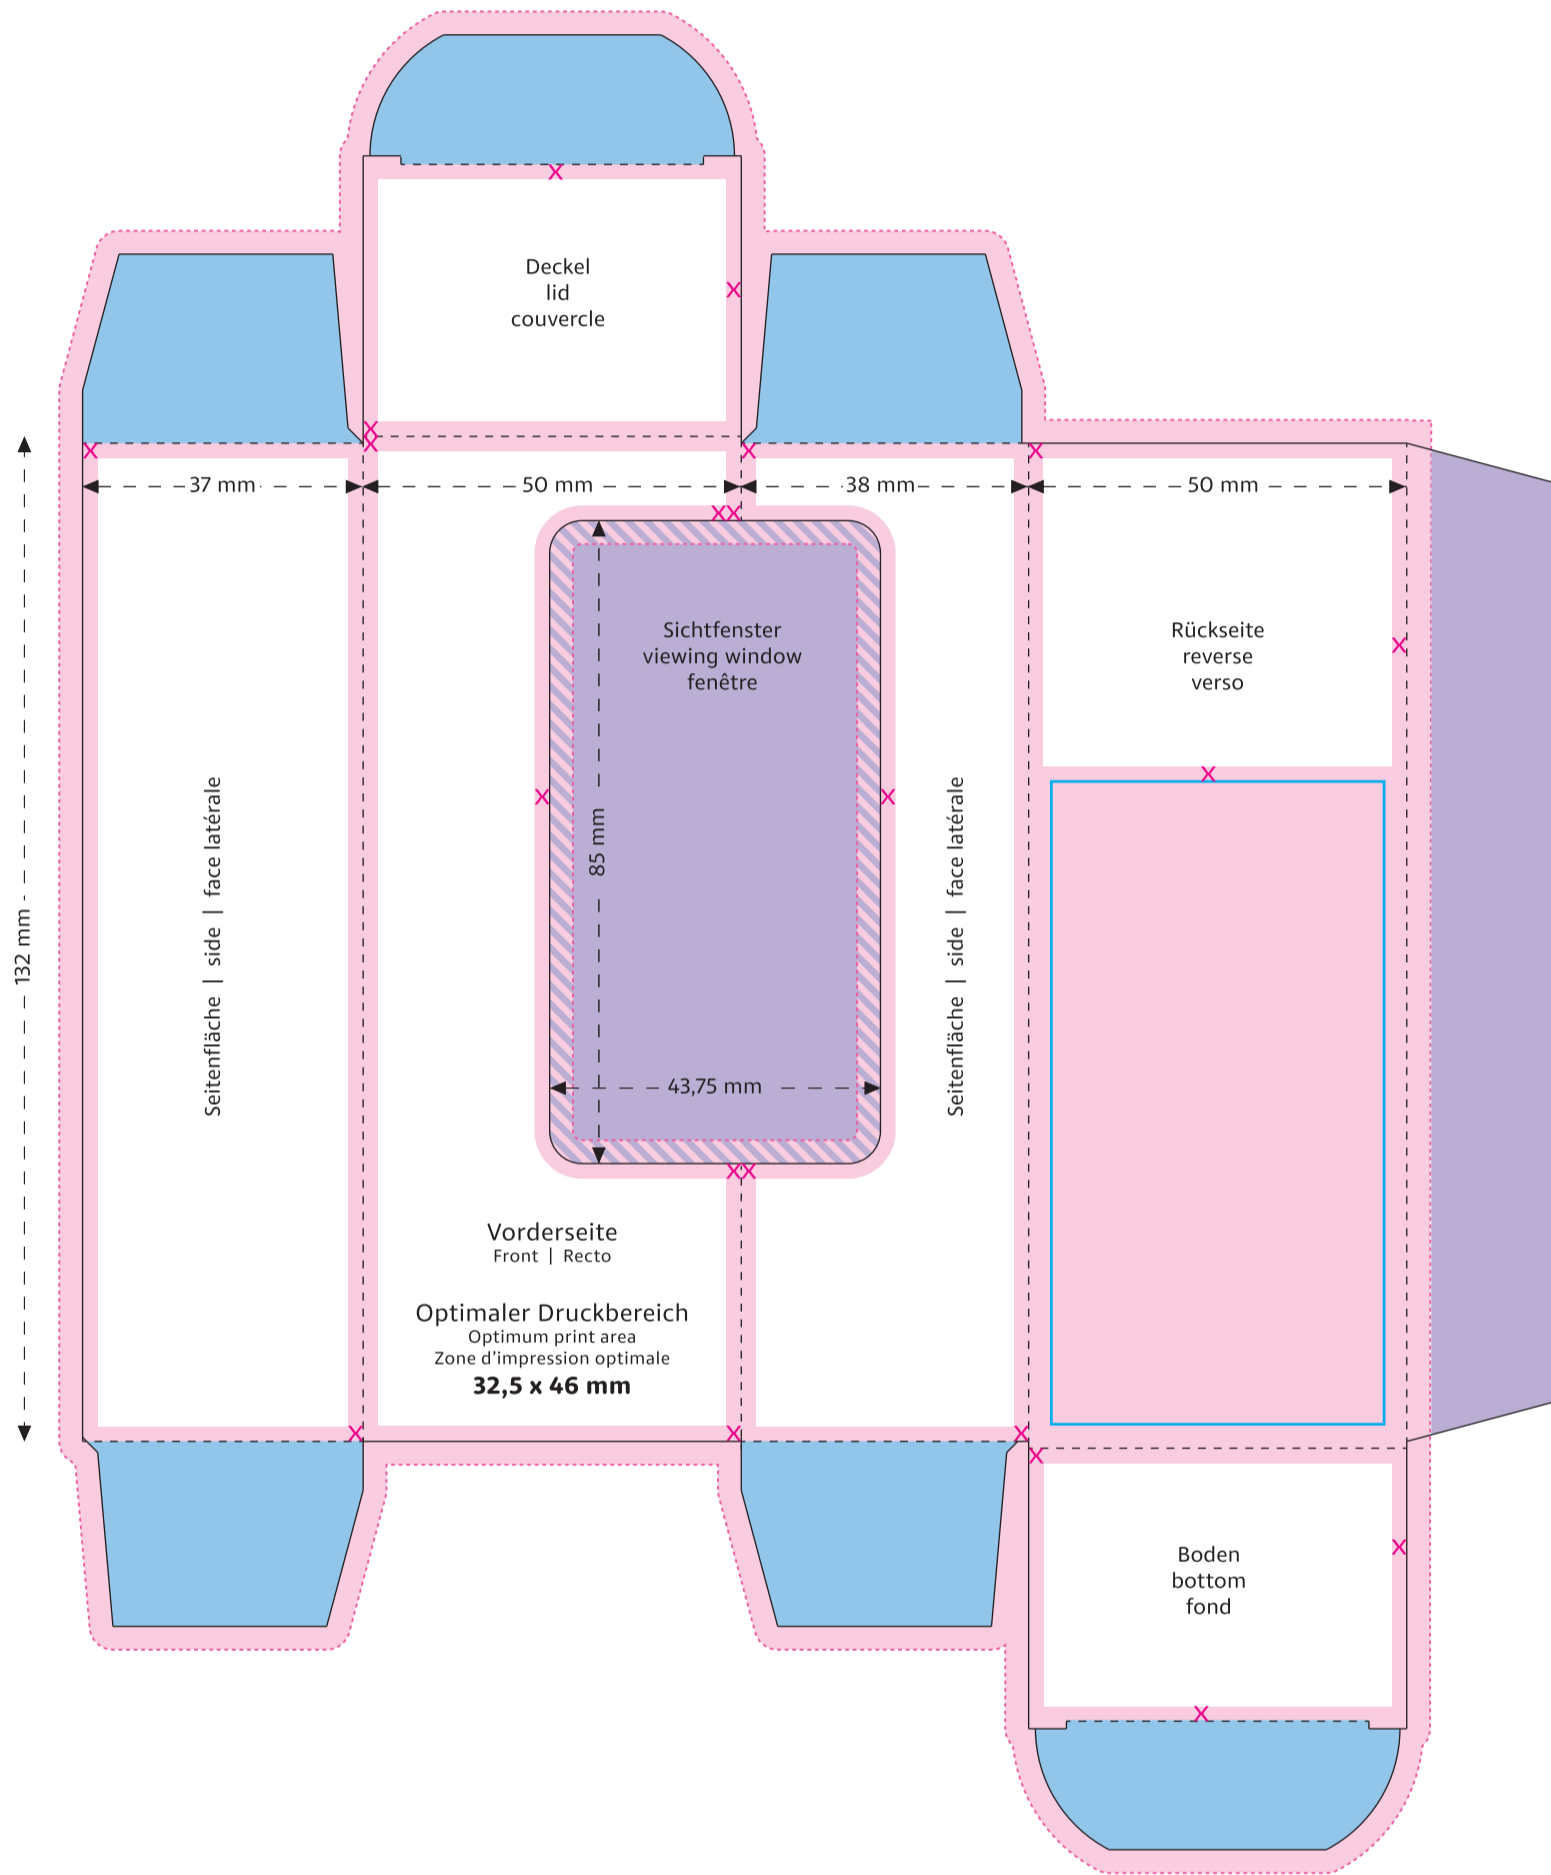 Deckel
lid
couvercle
37 mm
50 mm
38 mm
50 mm
Sichtfenster
viewing window
fenêtre
Rückseite
reverse
verso
132 mm
Seitenfläche | side | face latérale
85 mm
Seitenfläche | side | face latérale
43,75 mm
Vorderseite
Front | Recto
Optimaler Druckbereich
Optimum print area
Zone d’impression optimale
32,5 x 46 mm
Boden
bottom
fond